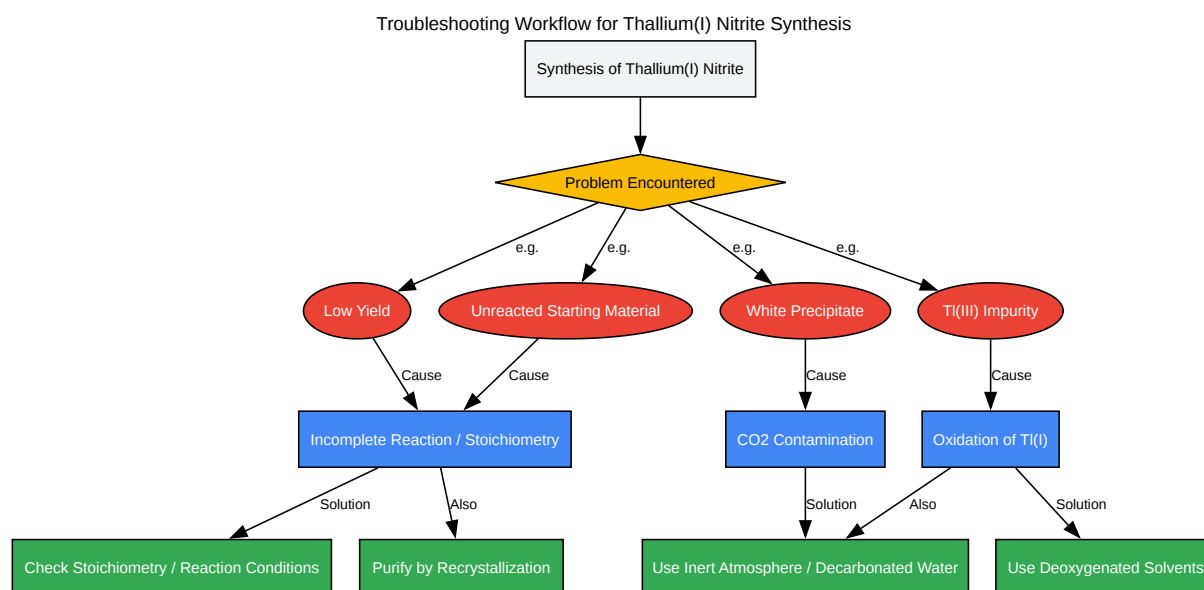 Troubleshooting Workflow for Thallium(I) Nitrite Synthesis
Synthesis of Thallium(I) Nitrite
Problem Encountered
e.g.
e.g.
e.g.
e.g.
Low Yield
Unreacted Starting Material
White Precipitate
Tl(III) Impurity
Cause
Cause
Cause
Cause
Incomplete Reaction / Stoichiometry
CO2 Contamination
Oxidation of Tl(I)
Solution
Also
Solution
Also
Solution
Check Stoichiometry / Reaction Conditions
Purify by Recrystallization
Use Inert Atmosphere / Decarbonated Water
Use Deoxygenated Solvents